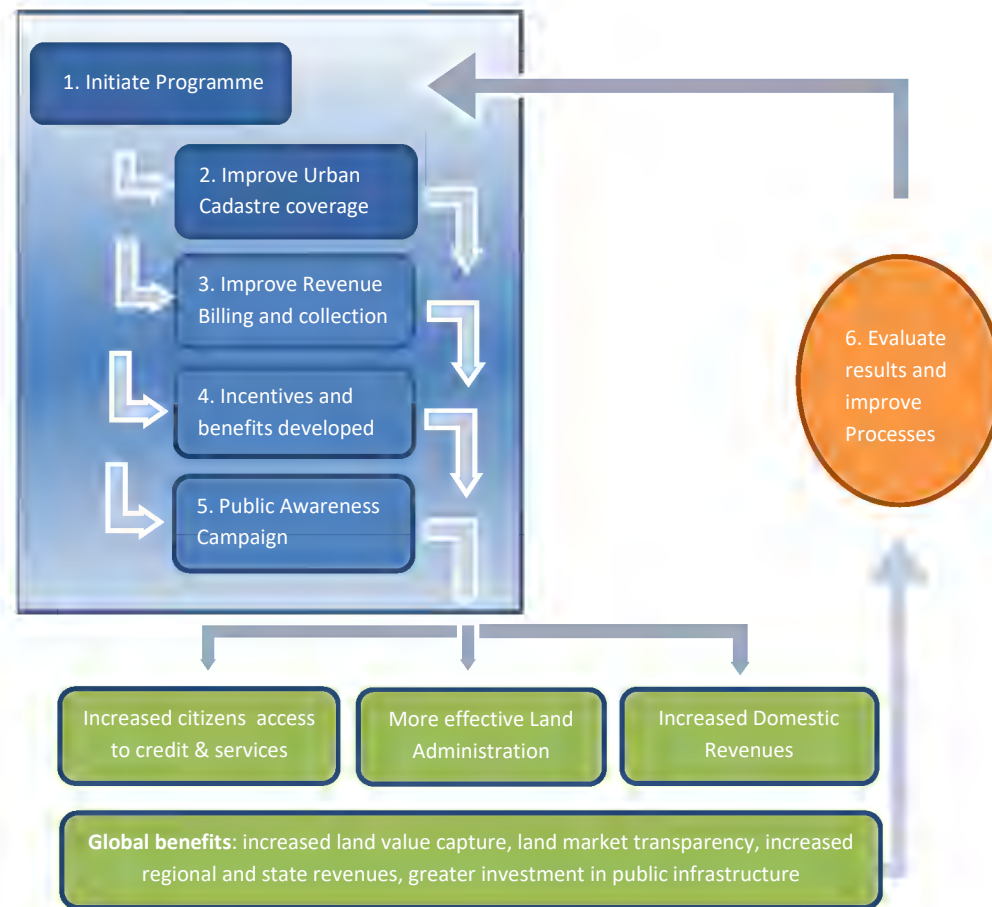 1. Initiate Programme
2. Improve Urban
Cadastre coverage
3. Improve Revenue
Billing and collection
4. Incentives and
benefits developed
5. Public Awareness
Campaign
6. Evaluate
results and
improve
Processes
Increased citizens access
to credit & services
More effective Land
Administration
Increased Domestic
Revenues
Global benefits: increased land value capture, land market transparency, increased
regional and state revenues, greater investment in public infrastructure